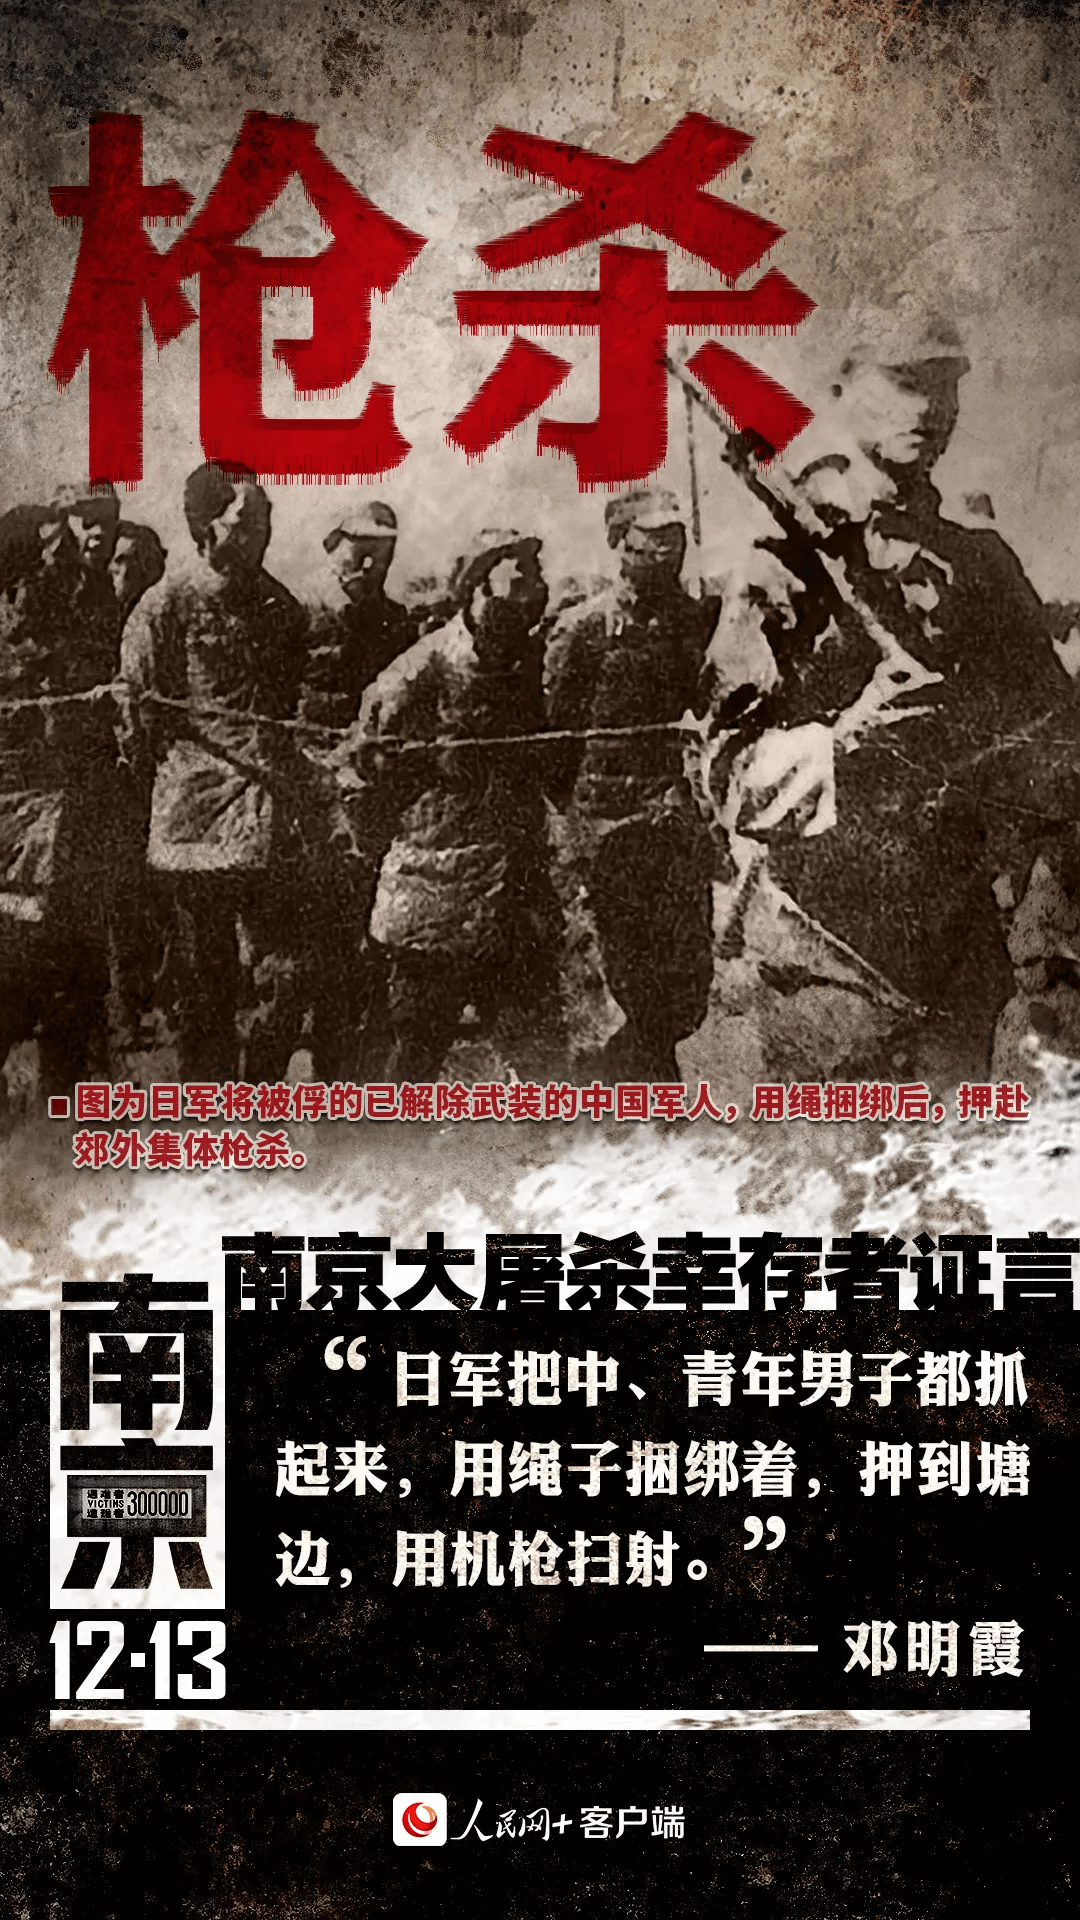 枪杀
■图为日军将被俘的已解除武装的中国军人，用绳捆绑后，押赴
郊外集体枪杀。
南京大屠杀幸存者证言
南京
遇难者
VICTIMS
遭難者
300000
12·13
“日军把中、青年男子都抓
起来，用绳子捆绑着，押到塘
边，用机枪扫射。”
—— 邓明霞
人民网+客户端